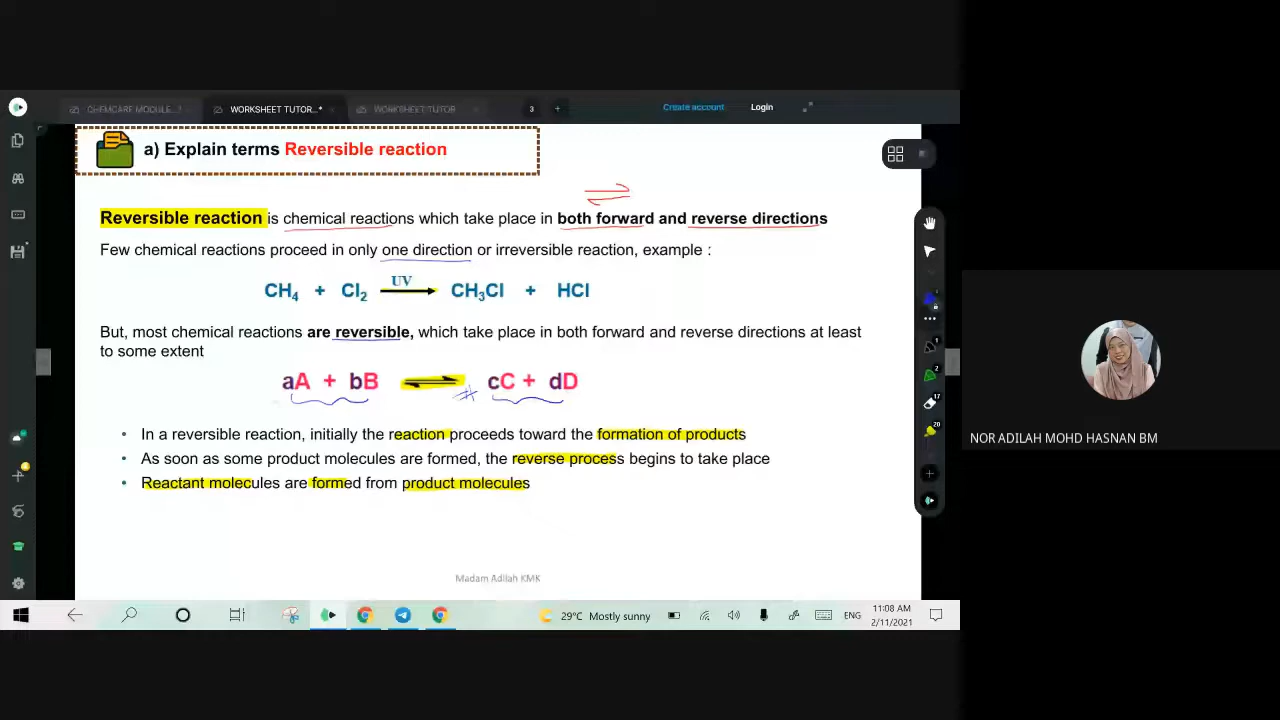 WORKSHEET TUTOR...*
WORKSHEET TUTOR
3
+
Create account
Login
a) Explain terms Reversible reaction
Reversible reaction is chemical reactions which take place in both forward and reverse directions
Few chemical reactions proceed in only one direction or irreversible reaction, example :
UV
CH₄ + Cl₂ → CH₃Cl + HCl
But, most chemical reactions are reversible, which take place in both forward and reverse directions at least
to some extent
aA + bB ⇌ cC + dD
• In a reversible reaction, initially the reaction proceeds toward the formation of products
• As soon as some product molecules are formed, the reverse process begins to take place
• Reactant molecules are formed from product molecules
Madam Adilah KMK
NOR ADILAH MOHD HASNAN BM
29°C Mostly sunny
ENG
11:08 AM
2/11/2021